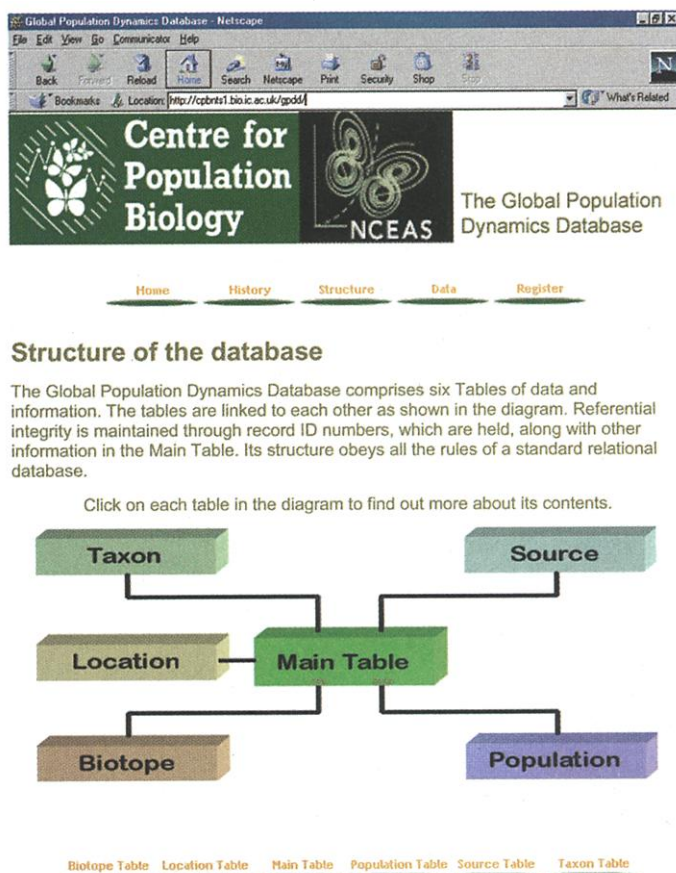 Global Population Dynamics Database - Netscape
File Edit View Go Communicator Help
Back Forward Reload Home Search Netscape Print Security Shop Stop
N
Bookmarks Location: http://cpbnts1.bio.ic.ac.uk/gpdd/ What's Related
Centre for
Population
Biology
NCEAS
The Global Population
Dynamics Database
Home History Structure Data Register
Structure of the database
The Global Population Dynamics Database comprises six Tables of data and
information. The tables are linked to each other as shown in the diagram. Referential
integrity is maintained through record ID numbers, which are held, along with other
information in the Main Table. Its structure obeys all the rules of a standard relational
database.
Click on each table in the diagram to find out more about its contents.
Taxon Source
Location Main Table
Biotope Population
Biotope Table Location Table Main Table Population Table Source Table Taxon Table